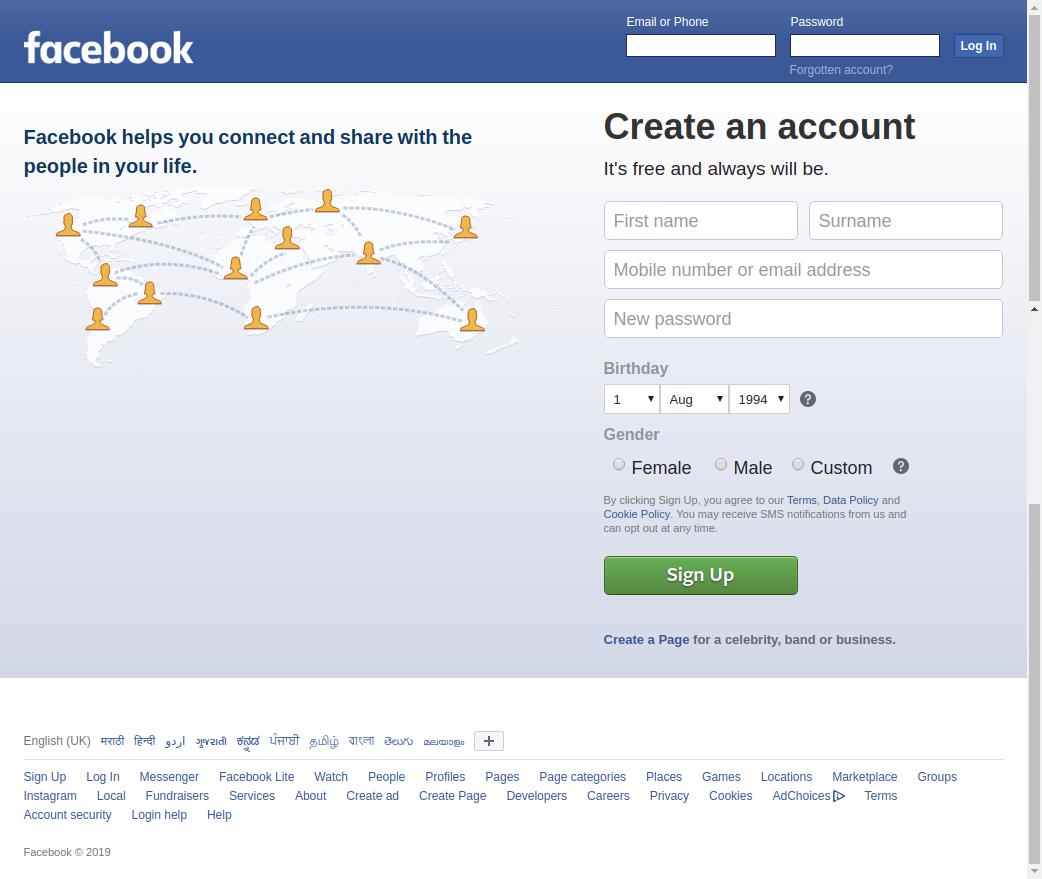 facebook
Email or Phone
Password
Log In
Forgotten account?
Facebook helps you connect and share with the
people in your life.
Create an account
It's free and always will be.
First name
Surname
Mobile number or email address
New password
Birthday
1
Aug
1994
Gender
Female
Male
Custom
By clicking Sign Up, you agree to our Terms, Data Policy and
Cookie Policy. You may receive SMS notifications from us and
can opt out at any time.
Sign Up
Create a Page for a celebrity, band or business.
English (UK) मराठी हिन्दी اردو ગુજરાતી ಕನ್ನಡ ਪੰਜਾਬੀ தமிழ் বাংলা తెలుగు മലയാളം
Sign Up Log In Messenger Facebook Lite Watch People Profiles Pages Page categories Places Games Locations Marketplace Groups
Instagram Local Fundraisers Services About Create ad Create Page Developers Careers Privacy Cookies AdChoices Terms
Account security Login help Help
Facebook © 2019